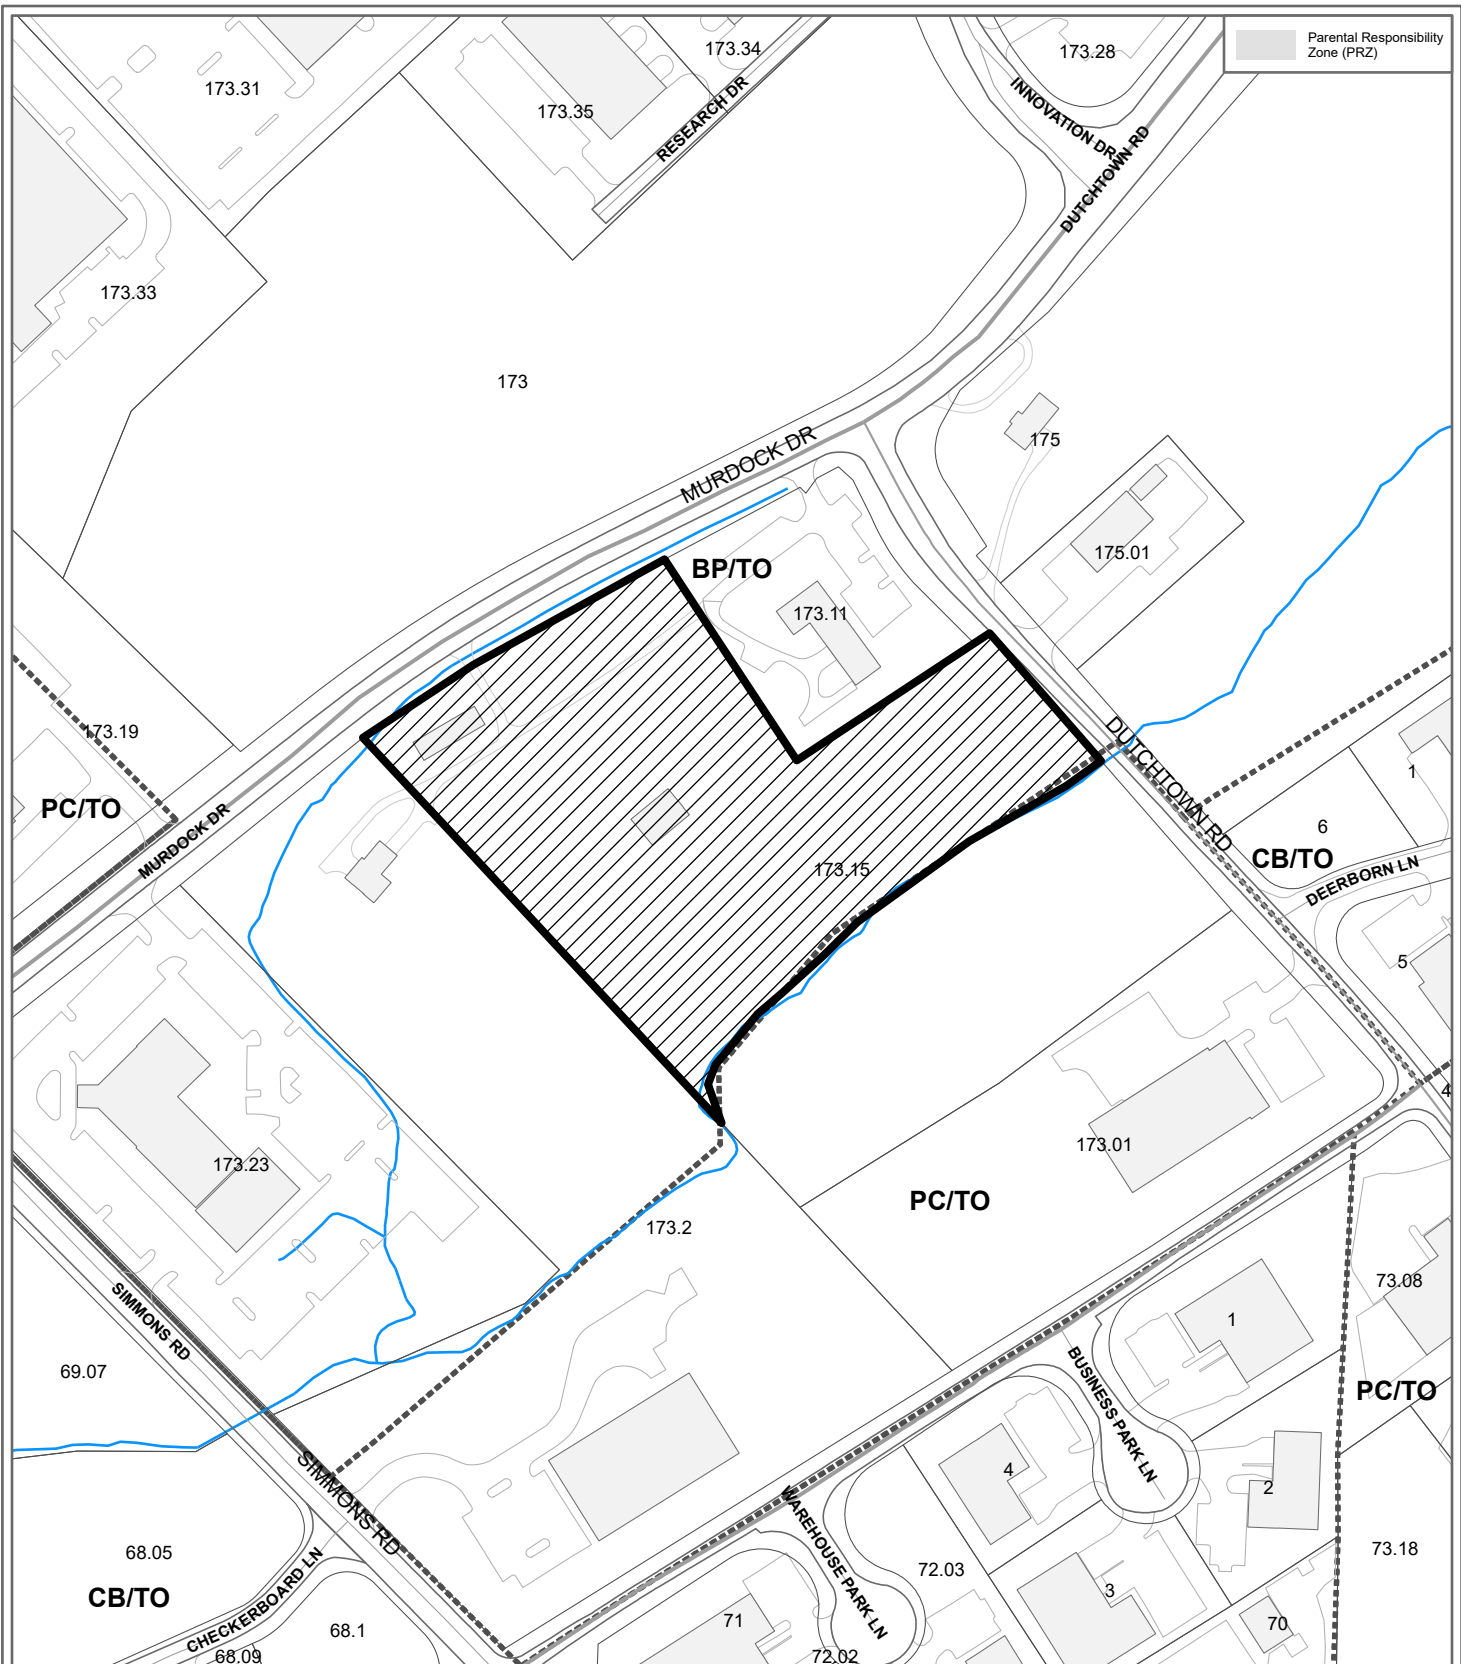 Parental Responsibility
Zone (PRZ)
173.34
173.28
173.31
173.35
RESEARCH DR
INNOVATION DR
DUTCHTOWN RD
173.33
173
MURDOCK DR
175
175.01
BP/TO
173.11
173.19
DUTCHTOWN RD
1
PC/TO
MURDOCK DR
6
CB/TO
173.15
DEERBORN LN
5
4
173.01
173.23
PC/TO
173.2
SIMMONS RD
73.08
1
69.07
BUSINESS PARK LN
PC/TO
4
2
SIMMONS RD
WAREHOUSE PARK LN
68.05
73.18
72.03
CB/TO
3
CHECKERBOARD LN
71
70
68.1
68.09
72.02